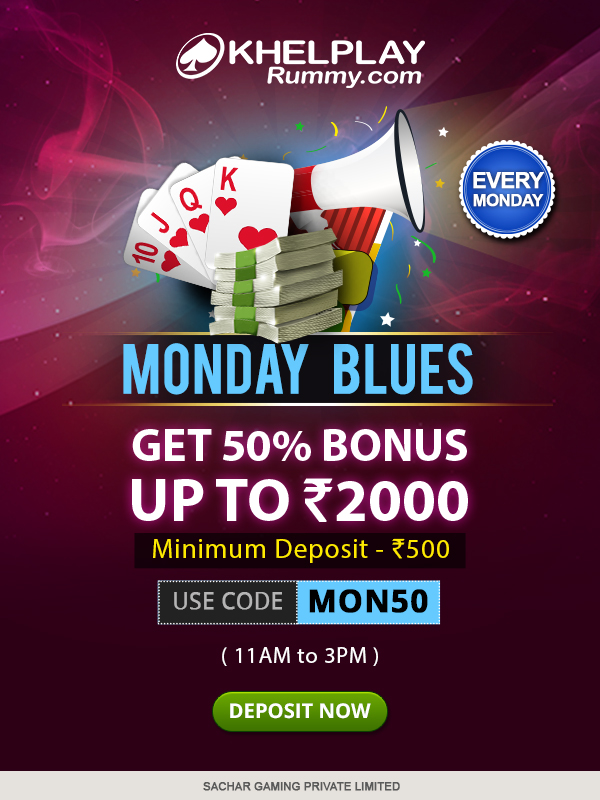 KHELPLAY
Rummy.com
EVERY
MONDAY
10 J Q K
MONDAY BLUES
GET 50% BONUS
UP TO ₹2000
Minimum Deposit - ₹500
USE CODE MON50
( 11AM to 3PM )
DEPOSIT NOW
SACHAR GAMING PRIVATE LIMITED